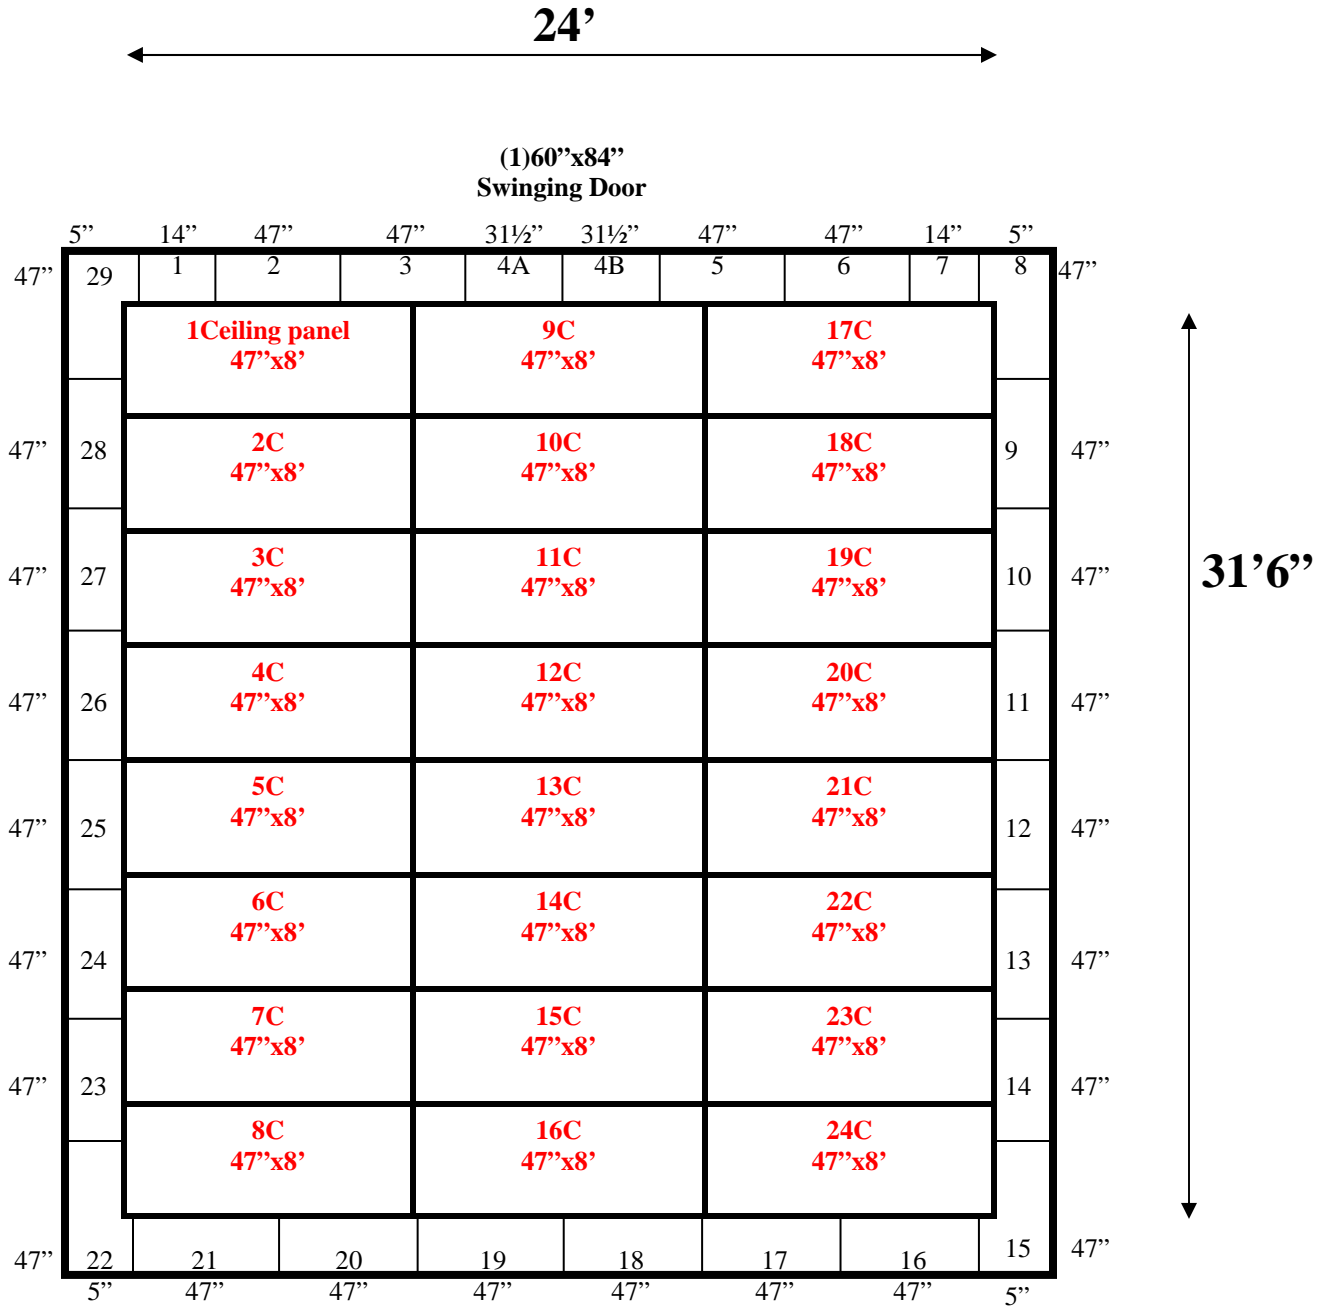 24’
(1)60”x84”
Swinging Door
5” 14” 47” 47” 31½” 31½” 47” 47” 14” 5”
47” 29 1 2 3 4A 4B 5 6 7 8 47”
1Ceiling panel 9C 17C
47”x8’ 47”x8’ 47”x8’
2C 10C 18C
47” 28 47”x8’ 47”x8’ 47”x8’ 9 47”
3C 11C 19C
47” 27 47”x8’ 47”x8’ 47”x8’ 10 47” 31’6”
4C 12C 20C
47” 26 47”x8’ 47”x8’ 47”x8’ 11 47”
5C 13C 21C
47” 25 47”x8’ 47”x8’ 47”x8’ 12 47”
6C 14C 22C
47”x8’ 47”x8’ 47”x8’
47” 24 13 47”
7C 15C 23C
47”x8’ 47”x8’ 47”x8’
47” 23 14 47”
8C 16C 24C
47”x8’ 47”x8’ 47”x8’
47” 22 21 20 19 18 17 16 15 47”
5” 47” 47” 47” 47” 47” 47” 5”